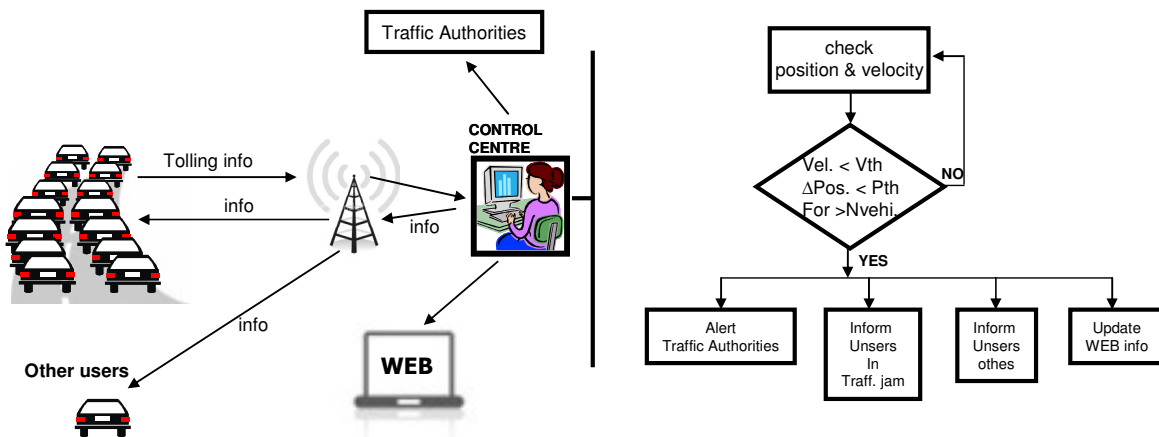 Traffic Authorities
CONTROL
CENTRE
Tolling info
info
info
info
Other users
WEB
check
position & velocity
Vel. < Vth
ΔPos. < Pth
For >Nvehi.
NO
YES
Alert
Traffic Authorities
Inform
Unsers
In
Traff. jam
Inform
Unsers
othes
Update
WEB info